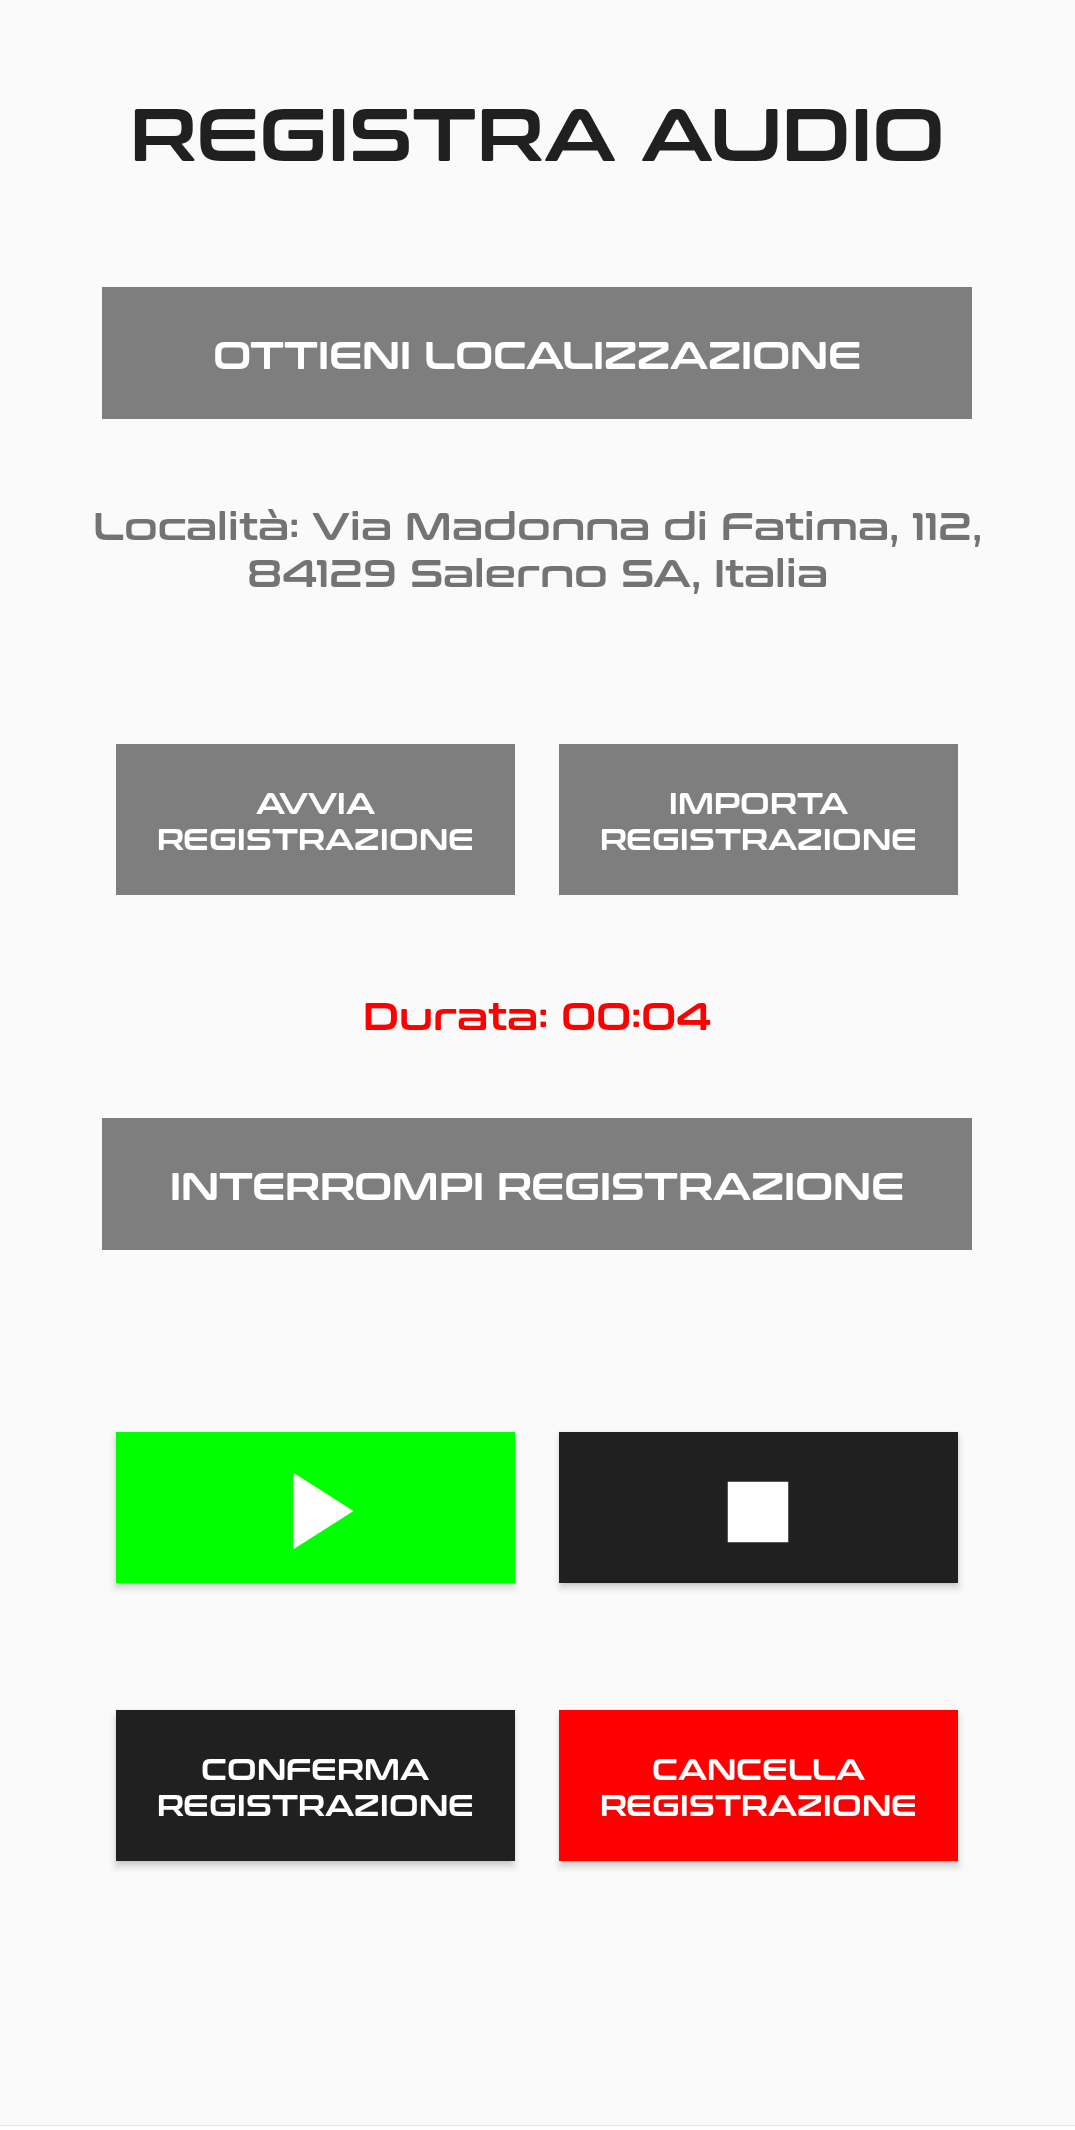 REGISTRA AUDIO
OTTIENI LOCALIZZAZIONE
Località: Via Madonna di Fatima, 112,
84129 Salerno SA, Italia
AVVIA
REGISTRAZIONE
IMPORTA
REGISTRAZIONE
Durata: 00:04
INTERROMPI REGISTRAZIONE
CONFERMA
REGISTRAZIONE
CANCELLA
REGISTRAZIONE